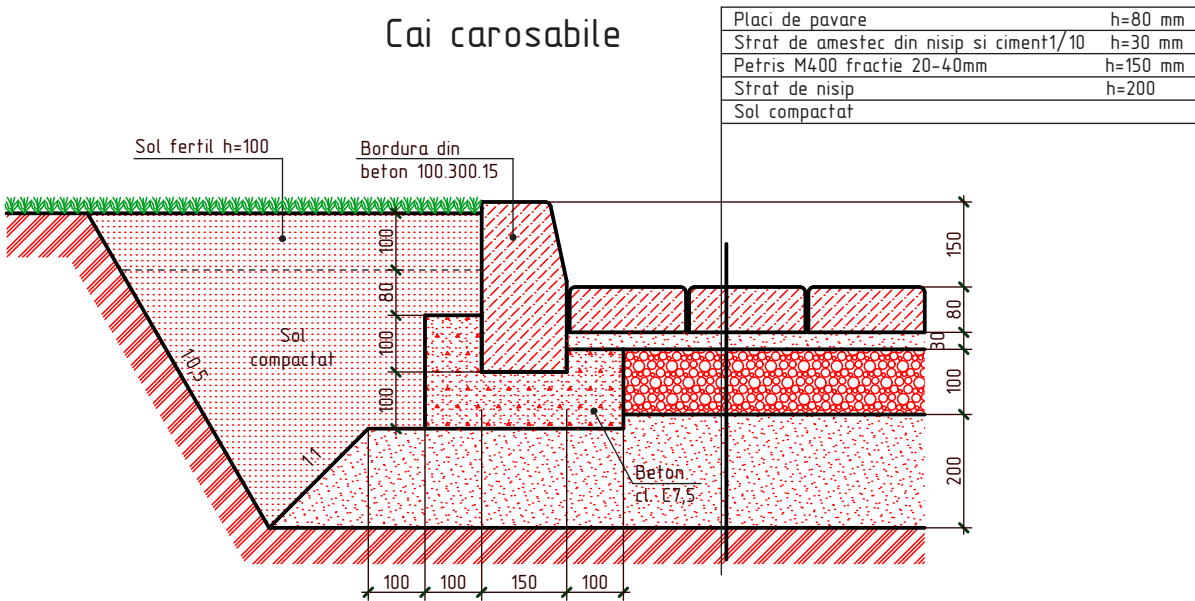 Cai carosabile
Placi de pavare h=80 mm
Strat de amestec din nisip si ciment1/10 h=30 mm
Petris M400 fractie 20-40mm h=150 mm
Strat de nisip h=200
Sol compactat
Sol fertil h=100
Bordura din
beton 100.300.15
100
80
100
100
150
80
30
100
200
Sol
compactat
1:0,5
1:1
Beton
cl. C7,5
100
100
150
100